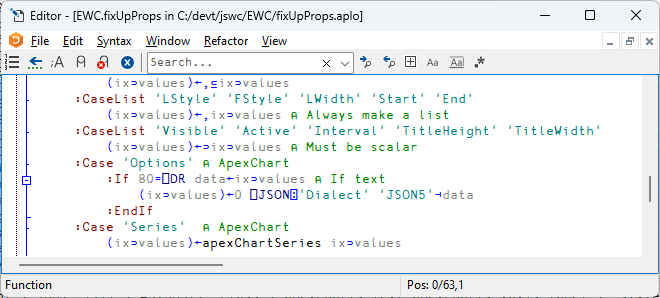 Editor - [EWC.fixUpProps in C:/devt/jswc/EWC/fixUpProps.aplo]
File Edit Syntax Window Refactor View
Search... Aa Aa .*
(ix⊃values)←,⊆ix⊃values
:CaseList 'LStyle' 'FStyle' 'LWidth' 'Start' 'End'
(ix⊃values)←,ix⊃values ⍝ Always make a list
:CaseList 'Visible' 'Active' 'Interval' 'TitleHeight' 'TitleWidth'
(ix⊃values)←⊃ix⊃values ⍝ Must be scalar
:Case 'Options' ⍝ ApexChart
:If 80=⎕DR data←ix⊃values ⍝ If text
(ix⊃values)←0 ⎕JSON⍠'Dialect' 'JSON5'⊣data
:EndIf
:Case 'Series' ⍝ ApexChart
(ix⊃values)←apexChartSeries ix⊃values
Function Pos: 0/63,1